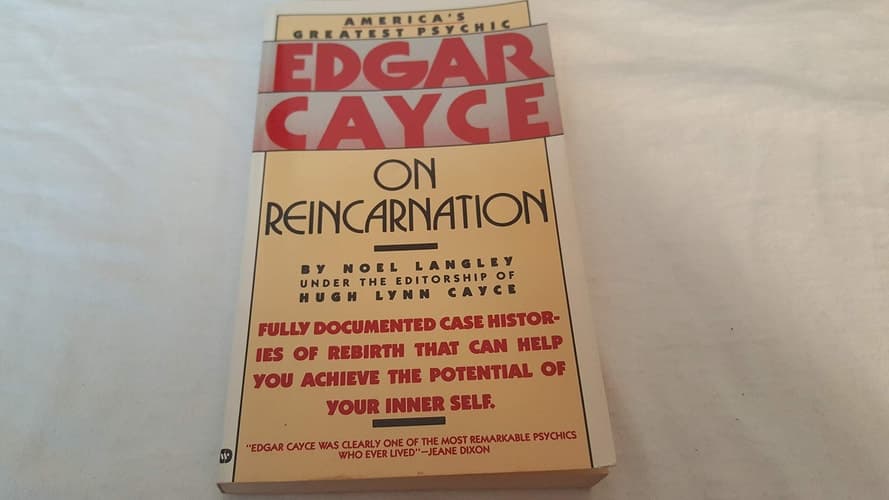 AMERICA'S
GREATEST PSYCHIC
EDGAR
CAYCE
ON
REINCARNATION
BY NOEL LANGLEY
UNDER THE EDITORSHIP OF
HUGH LYNN CAYCE
FULLY DOCUMENTED CASE HISTOR-
IES OF REBIRTH THAT CAN HELP
YOU ACHIEVE THE POTENTIAL OF
YOUR INNER SELF.
"EDGAR CAYCE WAS CLEARLY ONE OF THE MOST REMARKABLE PSYCHICS
WHO EVER LIVED"—JEANE DIXON